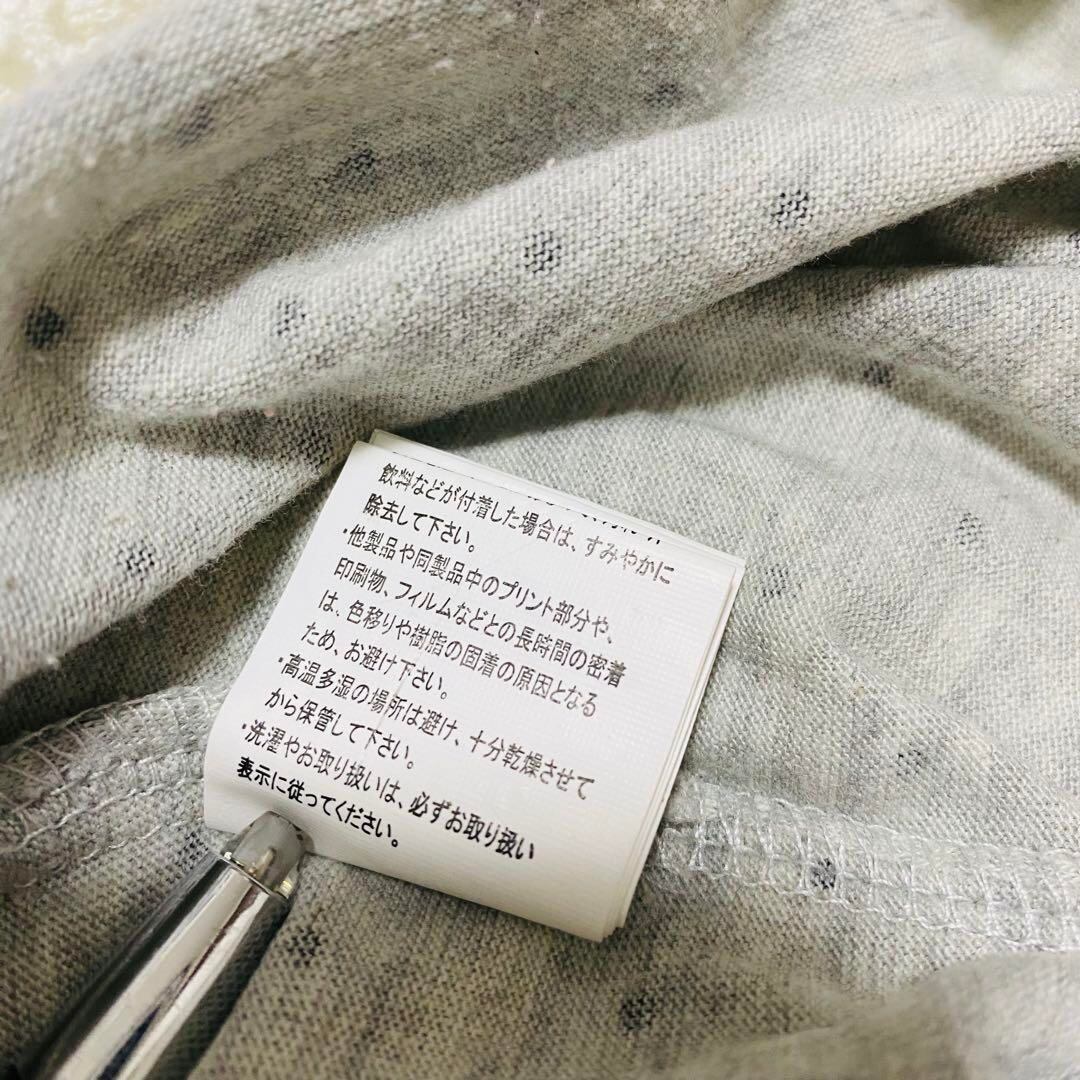 飲料などが付着した場合は、すみやかに
除去して下さい。
・他製品や同製品中のプリント部分や、
印刷物、フィルムなどとの長時間の密着
は、色移りや樹脂の固着の原因となる
ため、お避け下さい。
・高温多湿の場所は避け、十分乾燥させて
から保管して下さい。
・洗濯やお取り扱いは、必ずお取り扱い
表示に従ってください。